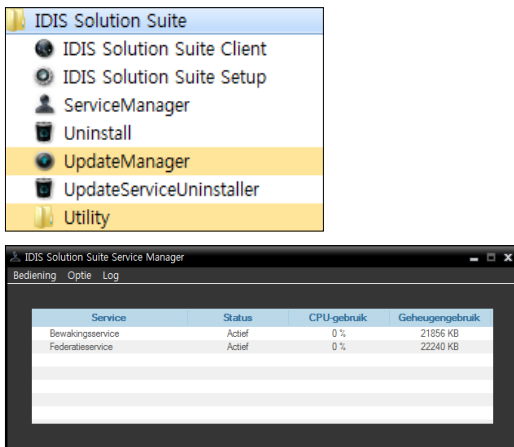 IDIS Solution Suite
IDIS Solution Suite Client
IDIS Solution Suite Setup
ServiceManager
Uninstall
UpdateManager
UpdateServiceUninstaller
Utility
IDIS Solution Suite Service Manager
Bediening Optie Log
Service Status CPU-gebruik Geheugengebruik
Bewakingsservice Actief 0 % 21856 KB
Federatieservice Actief 0 % 22240 KB